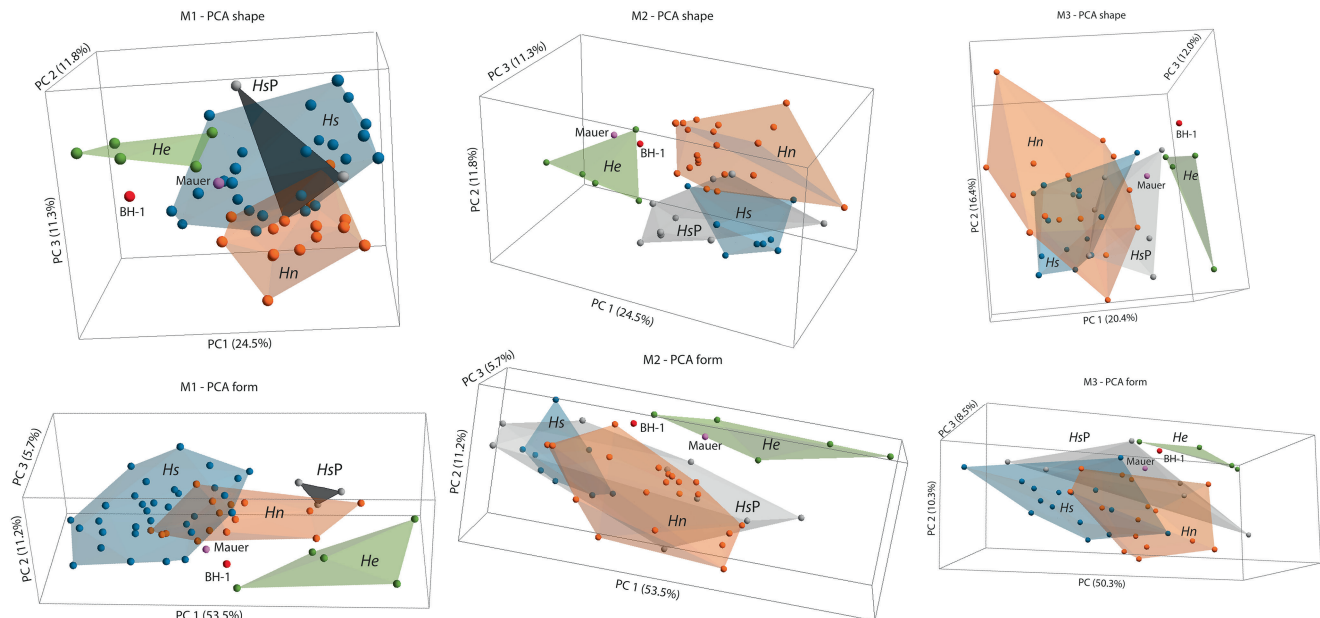 M1 - PCA shape
PC 2 (11.8%)
HsP
Hs
He
Mauer
BH-1
Hn
PC 3 (11.3%)
PC1 (24.5%)
M2 - PCA shape
PC 3 (11.3%)
Mauer
BH-1
He
Hn
Hs
HsP
PC 2 (11.8%)
PC 1 (24.5%)
M3 - PCA shape
PC 3 (12.0%)
BH-1
Hn
Mauer
He
PC 2 (16.4%)
Hs
HsP
PC 1 (20.4%)
M1 - PCA form
PC 3 (5.7%)
Hs
HsP
Hn
Mauer
BH-1
He
PC 2 (11.2%)
PC 1 (53.5%)
M2 - PCA form
PC 3 (5.7%)
Hs
BH-1
Mauer
He
PC 2 (11.2%)
Hn
HsP
PC 1 (53.5%)
M3 - PCA form
PC 3 (8.5%)
HsP
He
Mauer
BH-1
PC 2 (10.3%)
Hs
Hn
PC (50.3%)